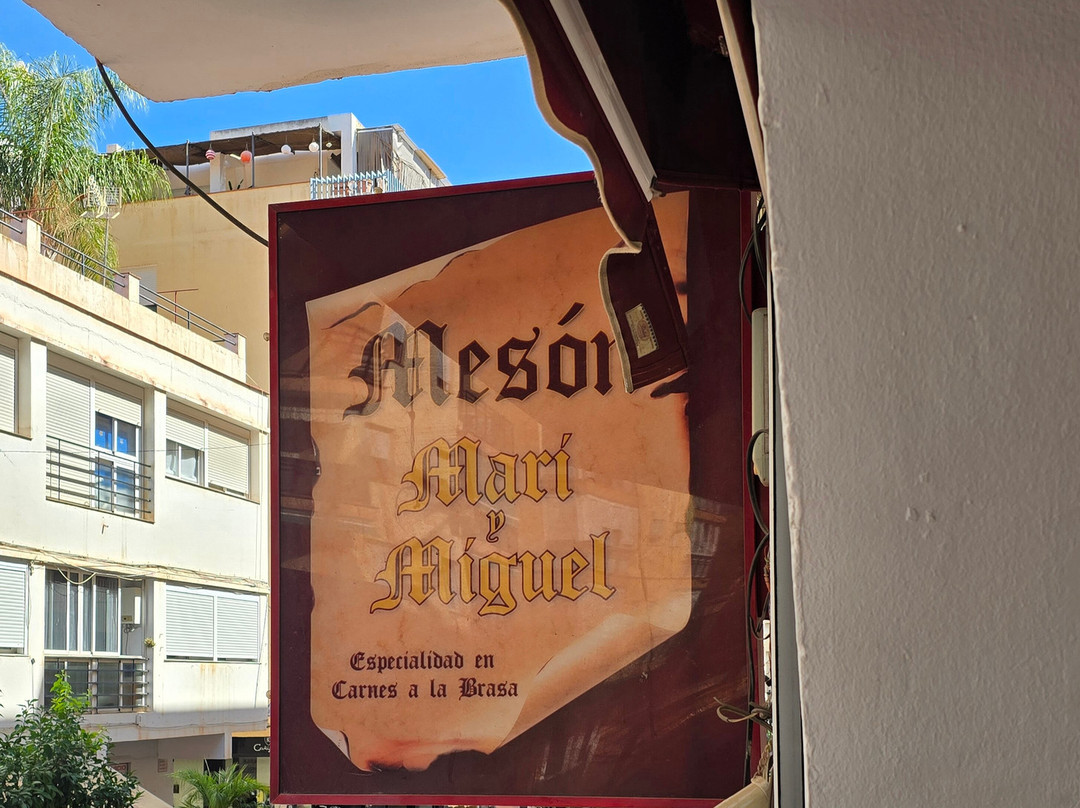 Mesón
Marí
y
Miguel
Especialidad en
Carnes a la Brasa